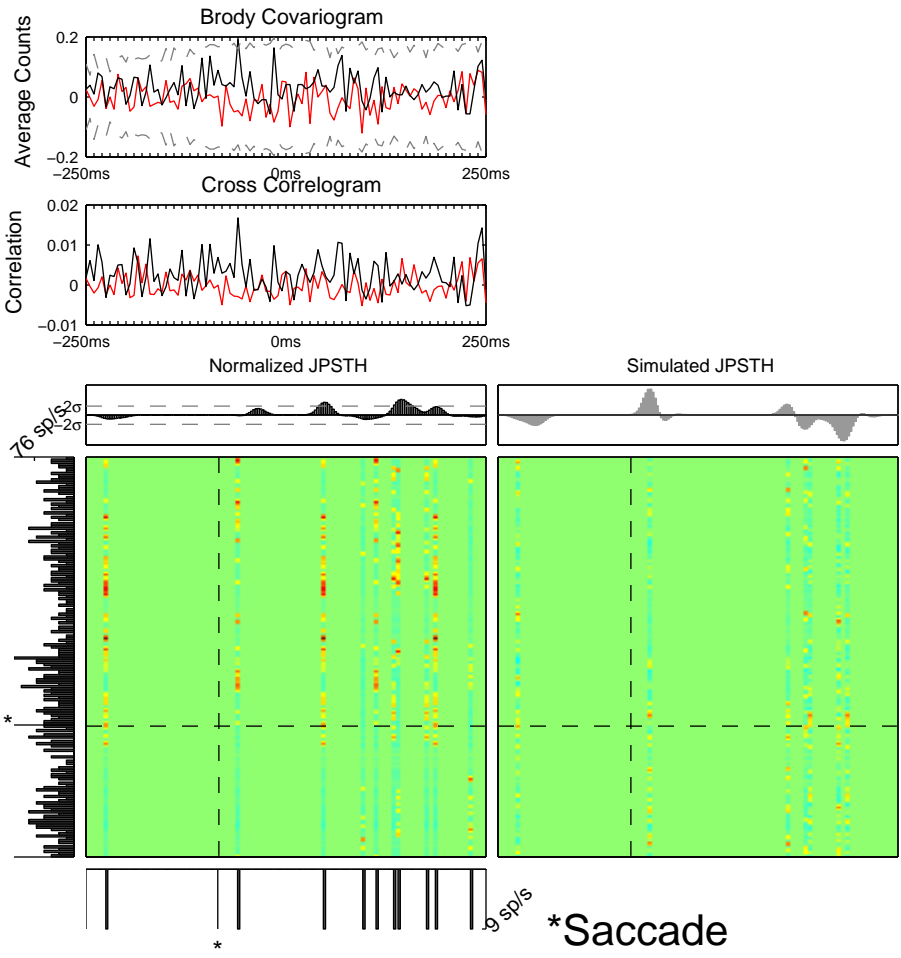 Brody Covariogram
Average Counts
0.2
0
−0.2
−250ms
0ms
250ms
Cross Correlogram
Correlation
0.02
0.01
0
−0.01
−250ms
0ms
250ms
Normalized JPSTH
Simulated JPSTH
2σ
−2σ
76 sp/s
*
*
9 sp/s
*Saccade